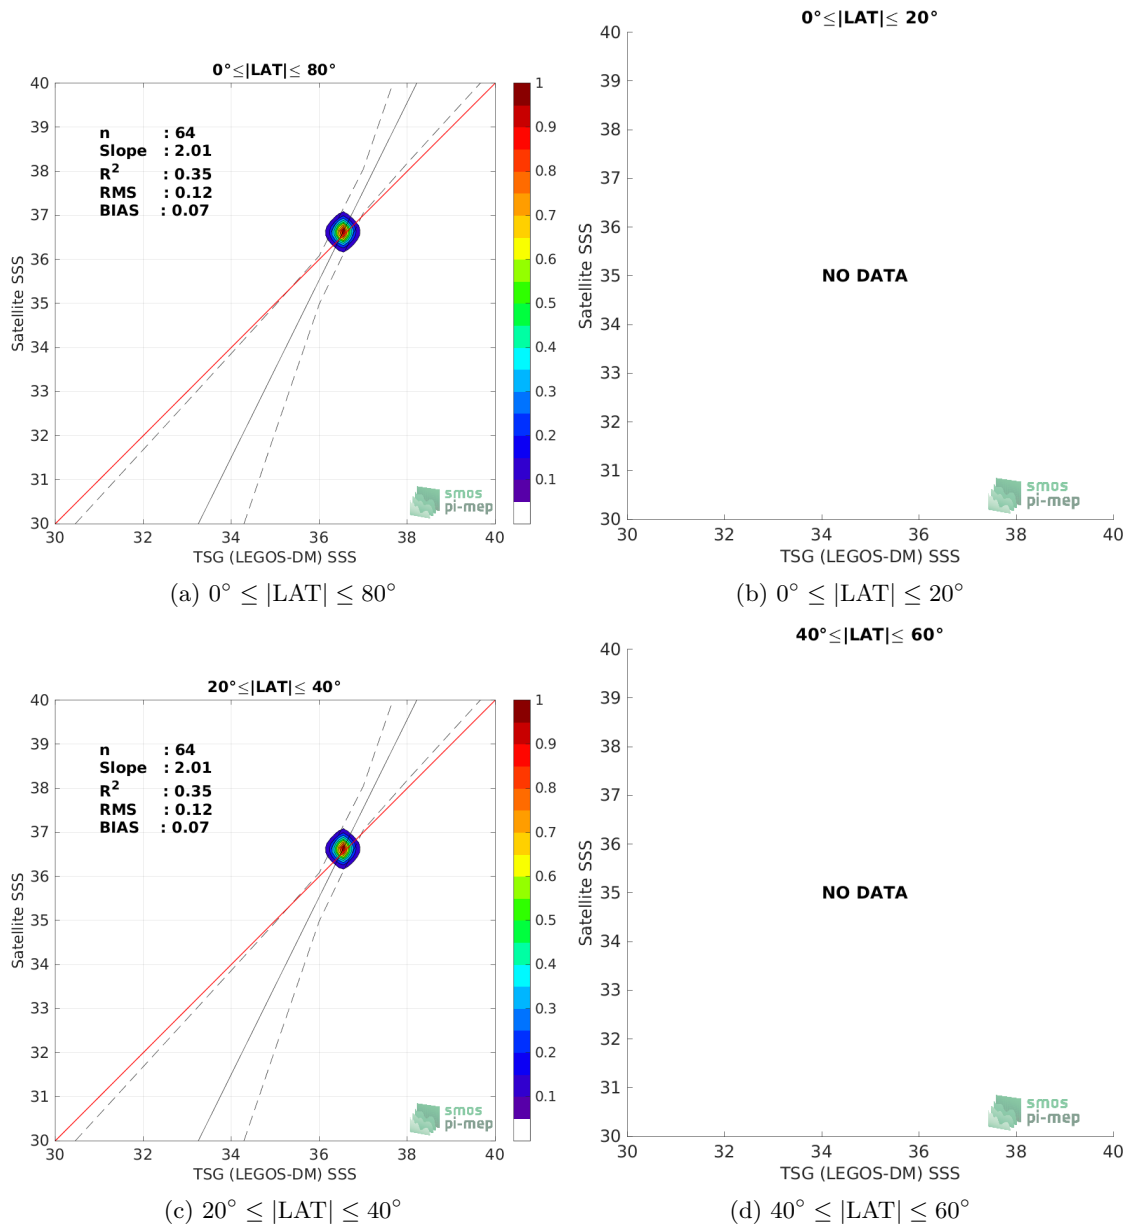 0°≤|LAT|≤ 80°
40
39
38
37
36
35
34
33
32
31
30
Satellite SSS
n : 64
Slope : 2.01
R² : 0.35
RMS : 0.12
BIAS : 0.07
smos
pi-mep
30 32 34 36 38 40
TSG (LEGOS-DM) SSS
1
0.9
0.8
0.7
0.6
0.5
0.4
0.3
0.2
0.1
(a) 0° ≤ |LAT| ≤ 80°
0°≤|LAT|≤ 20°
40
39
38
37
36
35
34
33
32
31
30
Satellite SSS
NO DATA
smos
pi-mep
30 32 34 36 38 40
TSG (LEGOS-DM) SSS
(b) 0° ≤ |LAT| ≤ 20°
20°≤|LAT|≤ 40°
40
39
38
37
36
35
34
33
32
31
30
Satellite SSS
n : 64
Slope : 2.01
R² : 0.35
RMS : 0.12
BIAS : 0.07
smos
pi-mep
30 32 34 36 38 40
TSG (LEGOS-DM) SSS
1
0.9
0.8
0.7
0.6
0.5
0.4
0.3
0.2
0.1
(c) 20° ≤ |LAT| ≤ 40°
40°≤|LAT|≤ 60°
40
39
38
37
36
35
34
33
32
31
30
Satellite SSS
NO DATA
smos
pi-mep
30 32 34 36 38 40
TSG (LEGOS-DM) SSS
(d) 40° ≤ |LAT| ≤ 60°